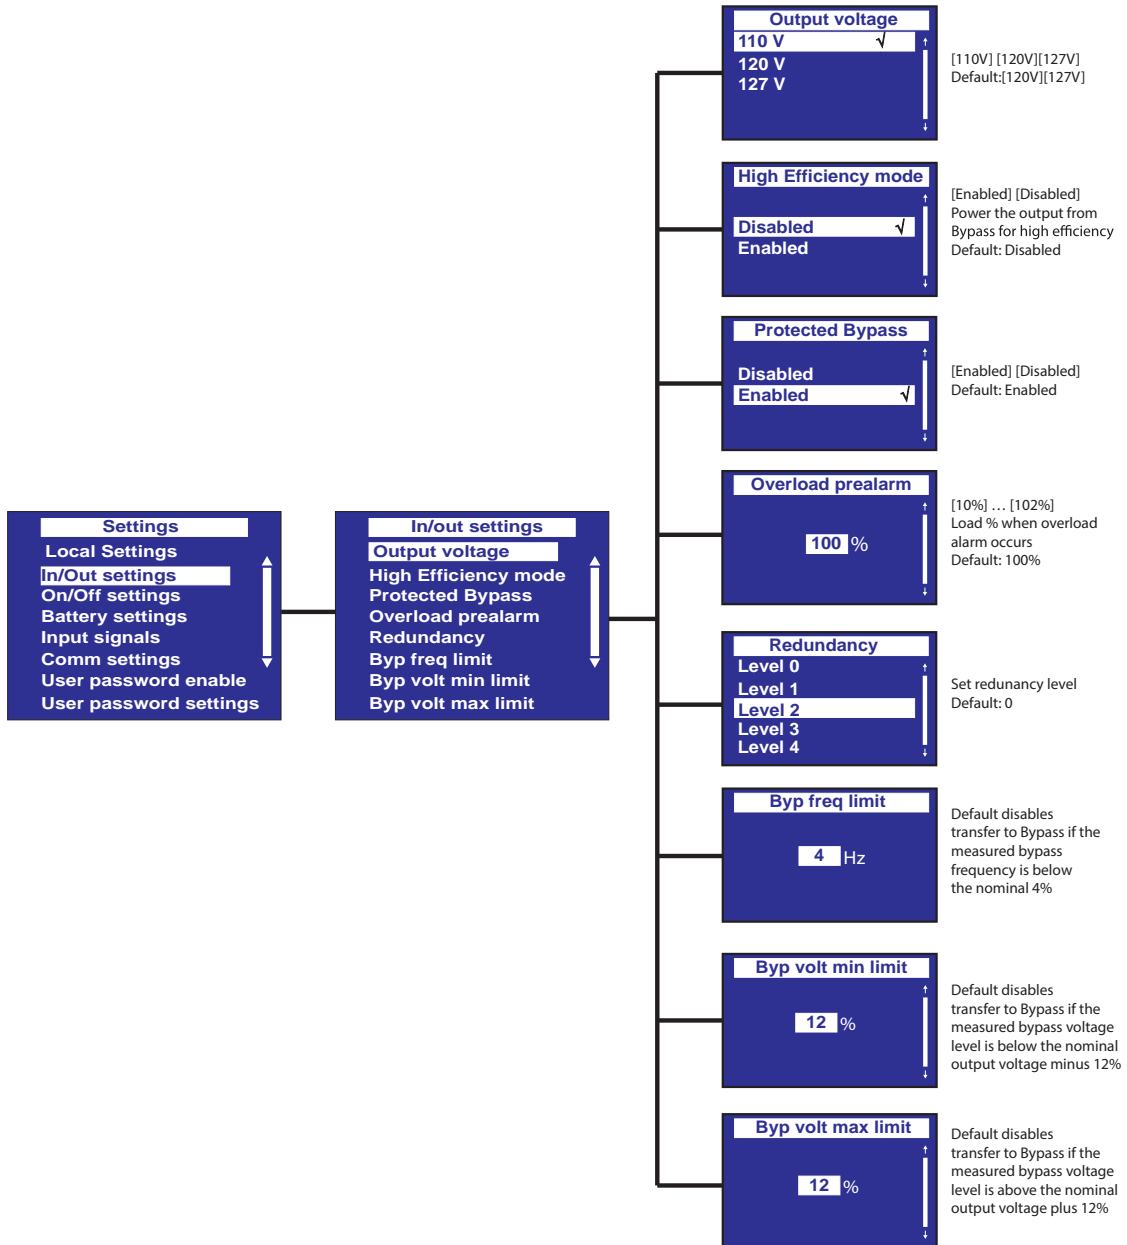 Settings
Local Settings
In/Out settings
On/Off settings
Battery settings
Input signals
Comm settings
User password enable
User password settings
In/out settings
Output voltage
High Efficiency mode
Protected Bypass
Overload prealarm
Redundancy
Byp freq limit
Byp volt min limit
Byp volt max limit
Output voltage
110 V √
120 V
127 V
[110V] [120V][127V]
Default:[120V][127V]
High Efficiency mode
Disabled √
Enabled
[Enabled] [Disabled]
Power the output from
Bypass for high efficiency
Default: Disabled
Protected Bypass
Disabled
Enabled √
[Enabled] [Disabled]
Default: Enabled
Overload prealarm
100 %
[10%] … [102%]
Load % when overload
alarm occurs
Default: 100%
Redundancy
Level 0
Level 1
Level 2
Level 3
Level 4
Set redunancy level
Default: 0
Byp freq limit
4 Hz
Default disables
transfer to Bypass if the
measured bypass
frequency is below
the nominal 4%
Byp volt min limit
12 %
Default disables
transfer to Bypass if the
measured bypass voltage
level is below the nominal
output voltage minus 12%
Byp volt max limit
12 %
Default disables
transfer to Bypass if the
measured bypass voltage
level is above the nominal
output voltage plus 12%